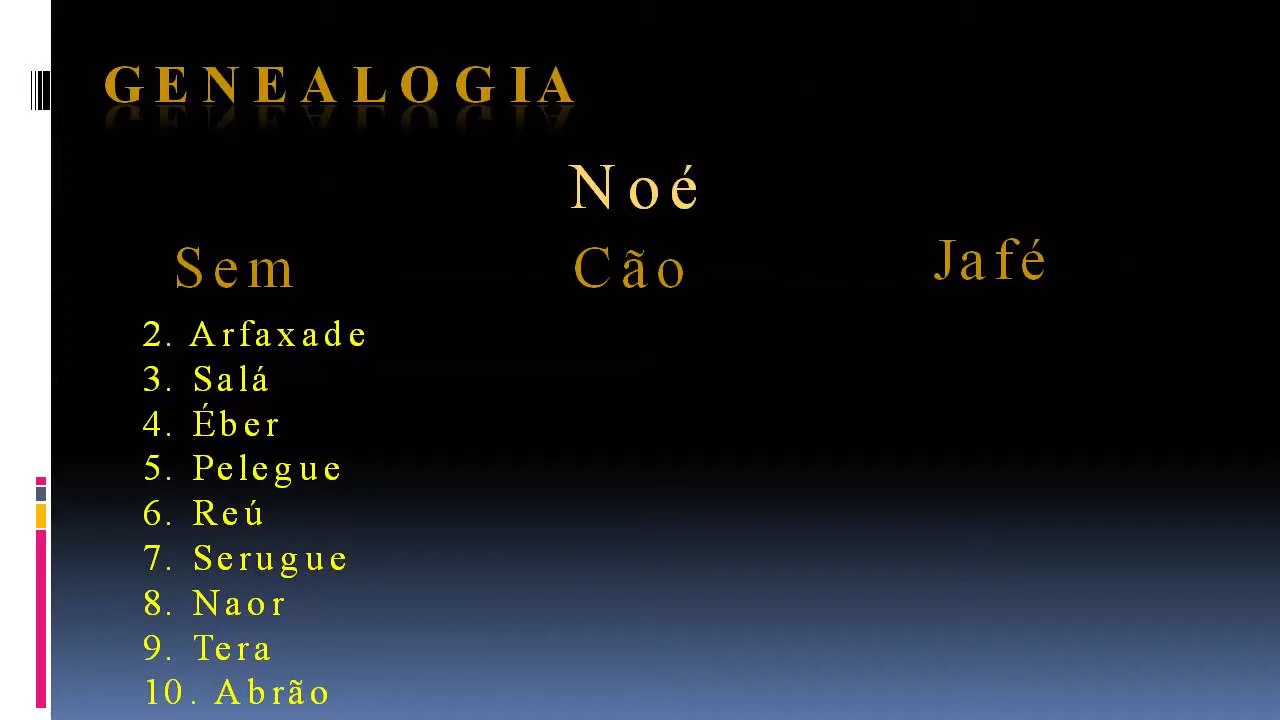 GENEALOGIA
Noé
Sem Cão Jafé
2. Arfaxade
3. Salá
4. Éber
5. Pelegue
6. Reú
7. Serugue
8. Naor
9. Tera
10. Abrão